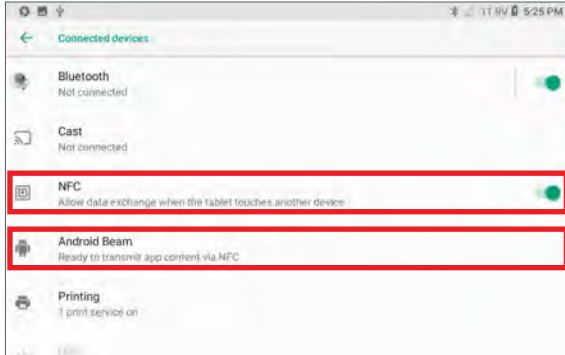 11.9V 5:25 PM
Connected devices
Bluetooth
Not connected
Cast
Not connected
NFC
Allow data exchange when the tablet touches another device
Android Beam
Ready to transmit app content via NFC
Printing
1 print service on